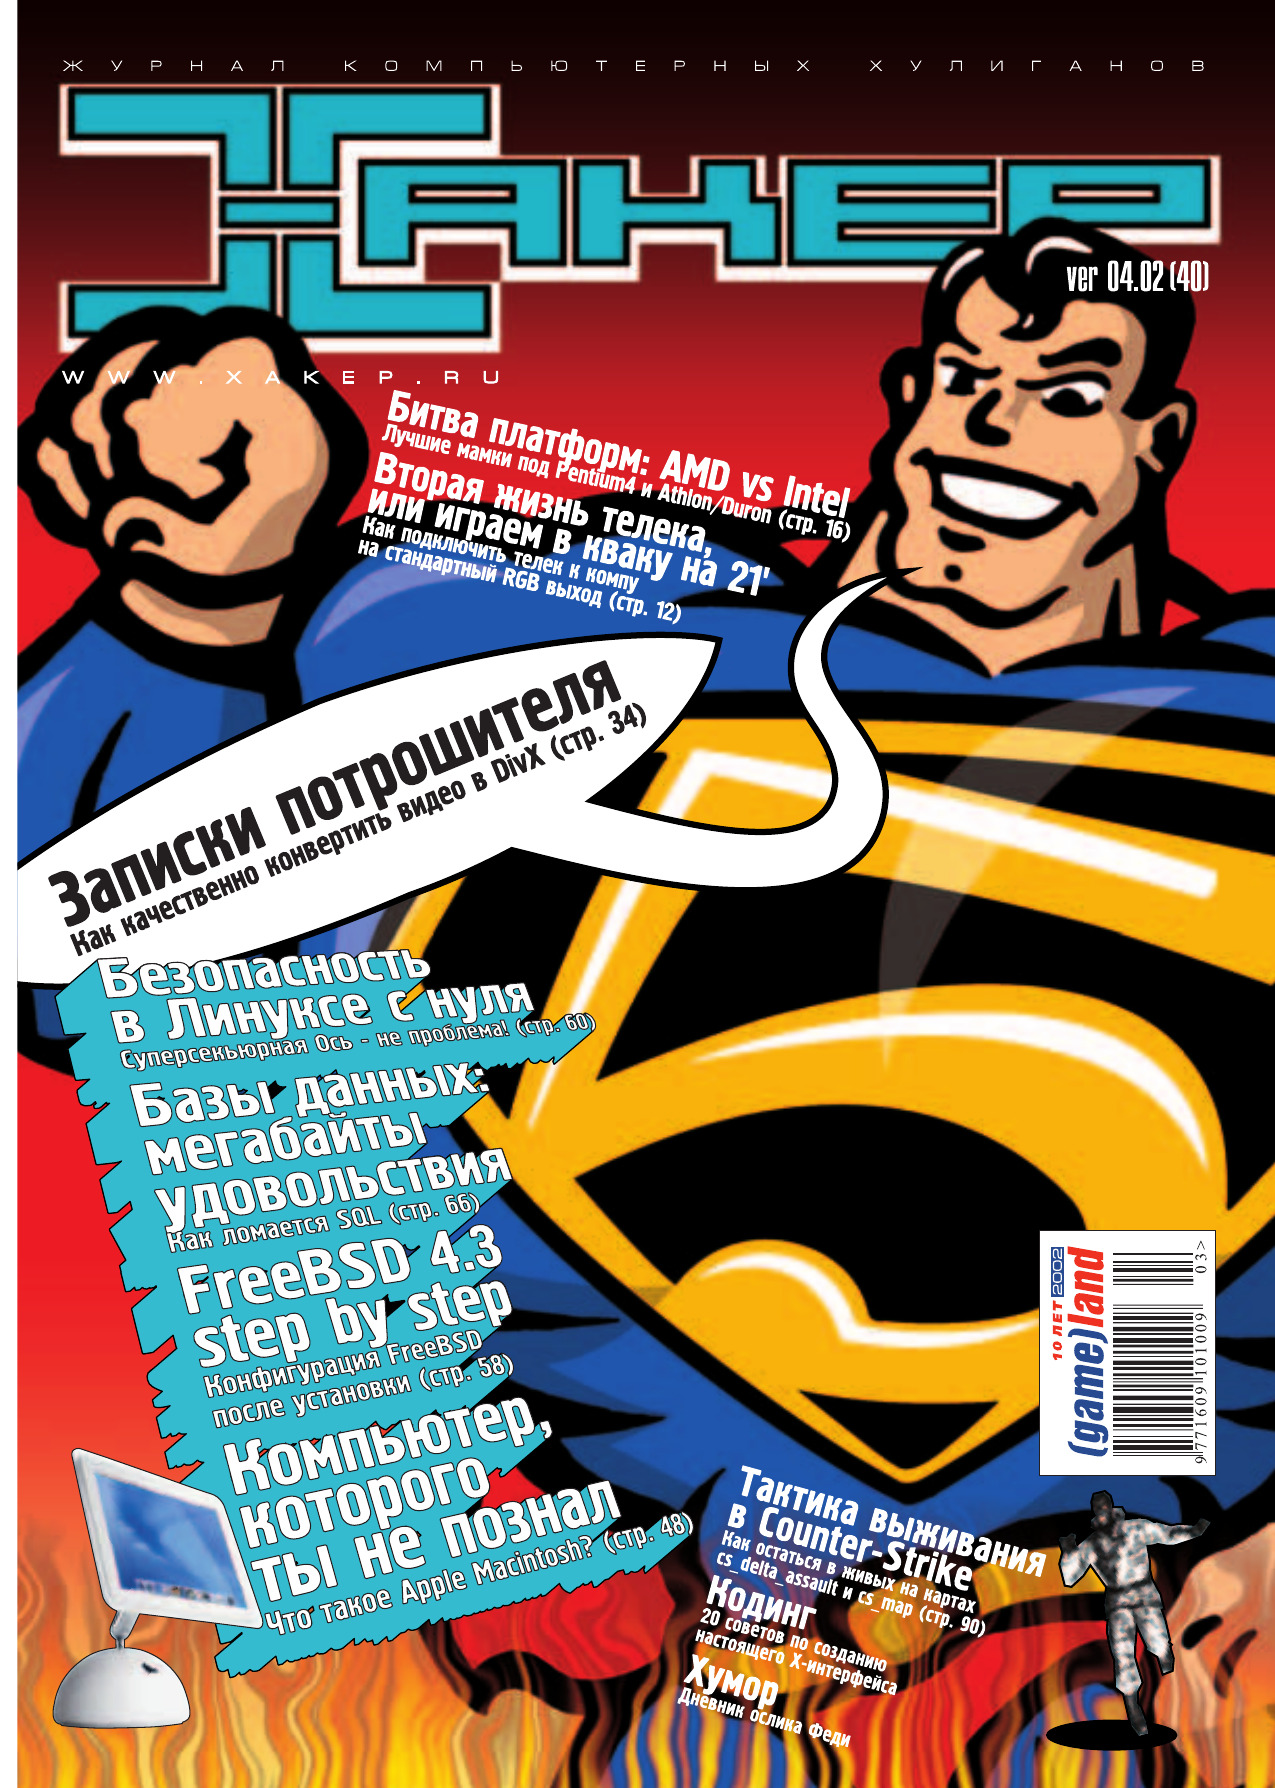 ЖУРНАЛ КОМПЬЮТЕРНЫХ ХУЛИГАНОВ
ХАКЕР
ver 04.02 (40)
WWW.XAKEP.RU
Битва платформ: AMD vs Intel
Лучшие мамки под Pentium4 и Athlon/Duron (стр. 16)
Вторая жизнь телека,
или играем в кваку на 21'
Как подключить телек к компу
на стандартный RGB выход (стр. 12)
Записки потрошителя
Как качественно конвертить видео в DivX (стр. 34)
Безопасность
в Линуксе с нуля
Суперсекьюрная Ось - не проблема! (стр. 60)
Базы данных:
мегабайты
удовольствия
Как ломается SQL (стр. 66)
FreeBSD 4.3
step by step
Конфигурация FreeBSD
после установки (стр. 58)
Компьютер,
которого
ты не познал
Что такое Apple Macintosh? (стр. 48)
Тактика выживания
в Counter-Strike
Как остаться в живых на картах
cs_delta_assault и cs_map (стр. 90)
Кодинг
20 советов по созданию
настоящего X-интерфейса
Хумор
Дневник ослика Феди
10 ЛЕТ 2002
(game)land
9 771609 101009
03>